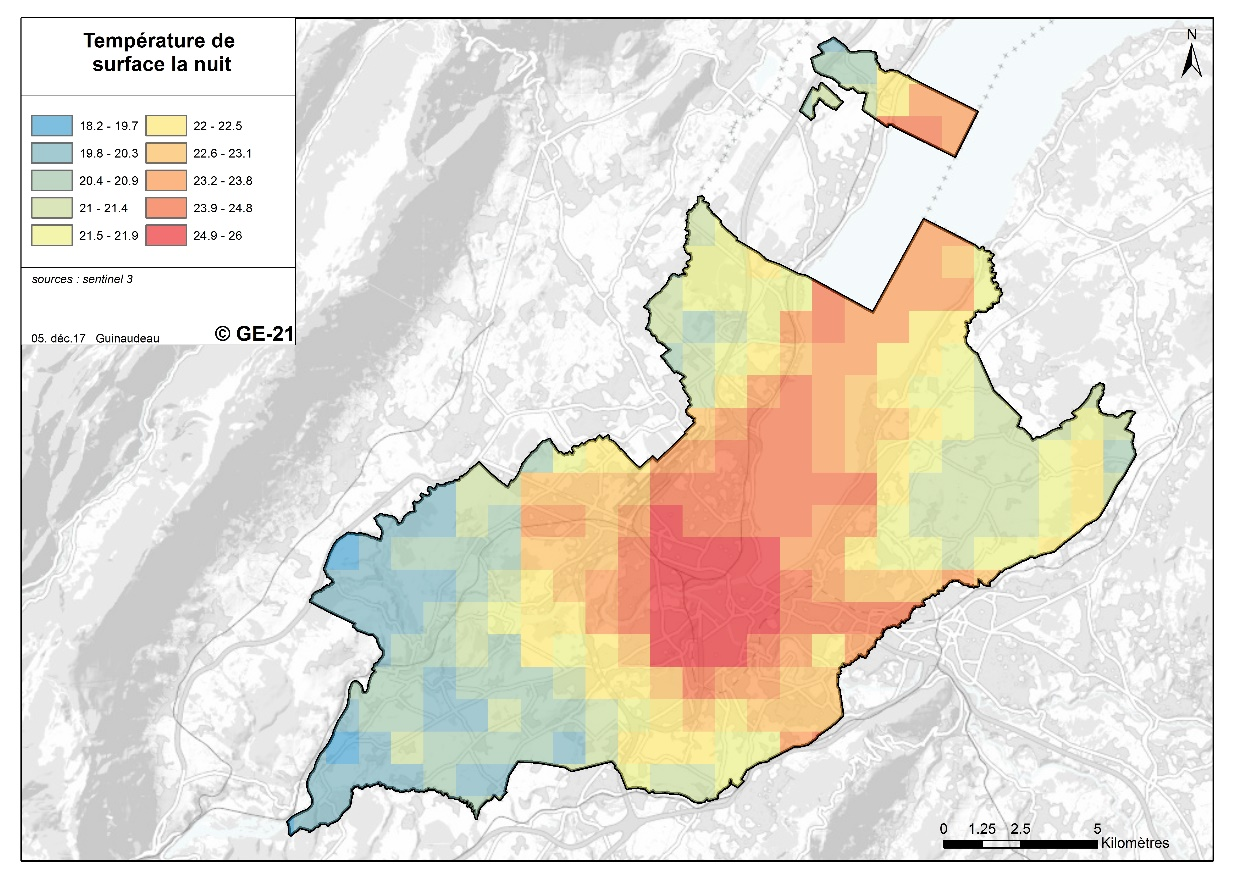 Température de
surface la nuit
18.2 - 19.7
22 - 22.5
19.8 - 20.3
22.6 - 23.1
20.4 - 20.9
23.2 - 23.8
21 - 21.4
23.9 - 24.8
21.5 - 21.9
24.9 - 26
sources : sentinel 3
05. déc.17 Guinaudeau
© GE-21
N
0 1.25 2.5 5
Kilomètres